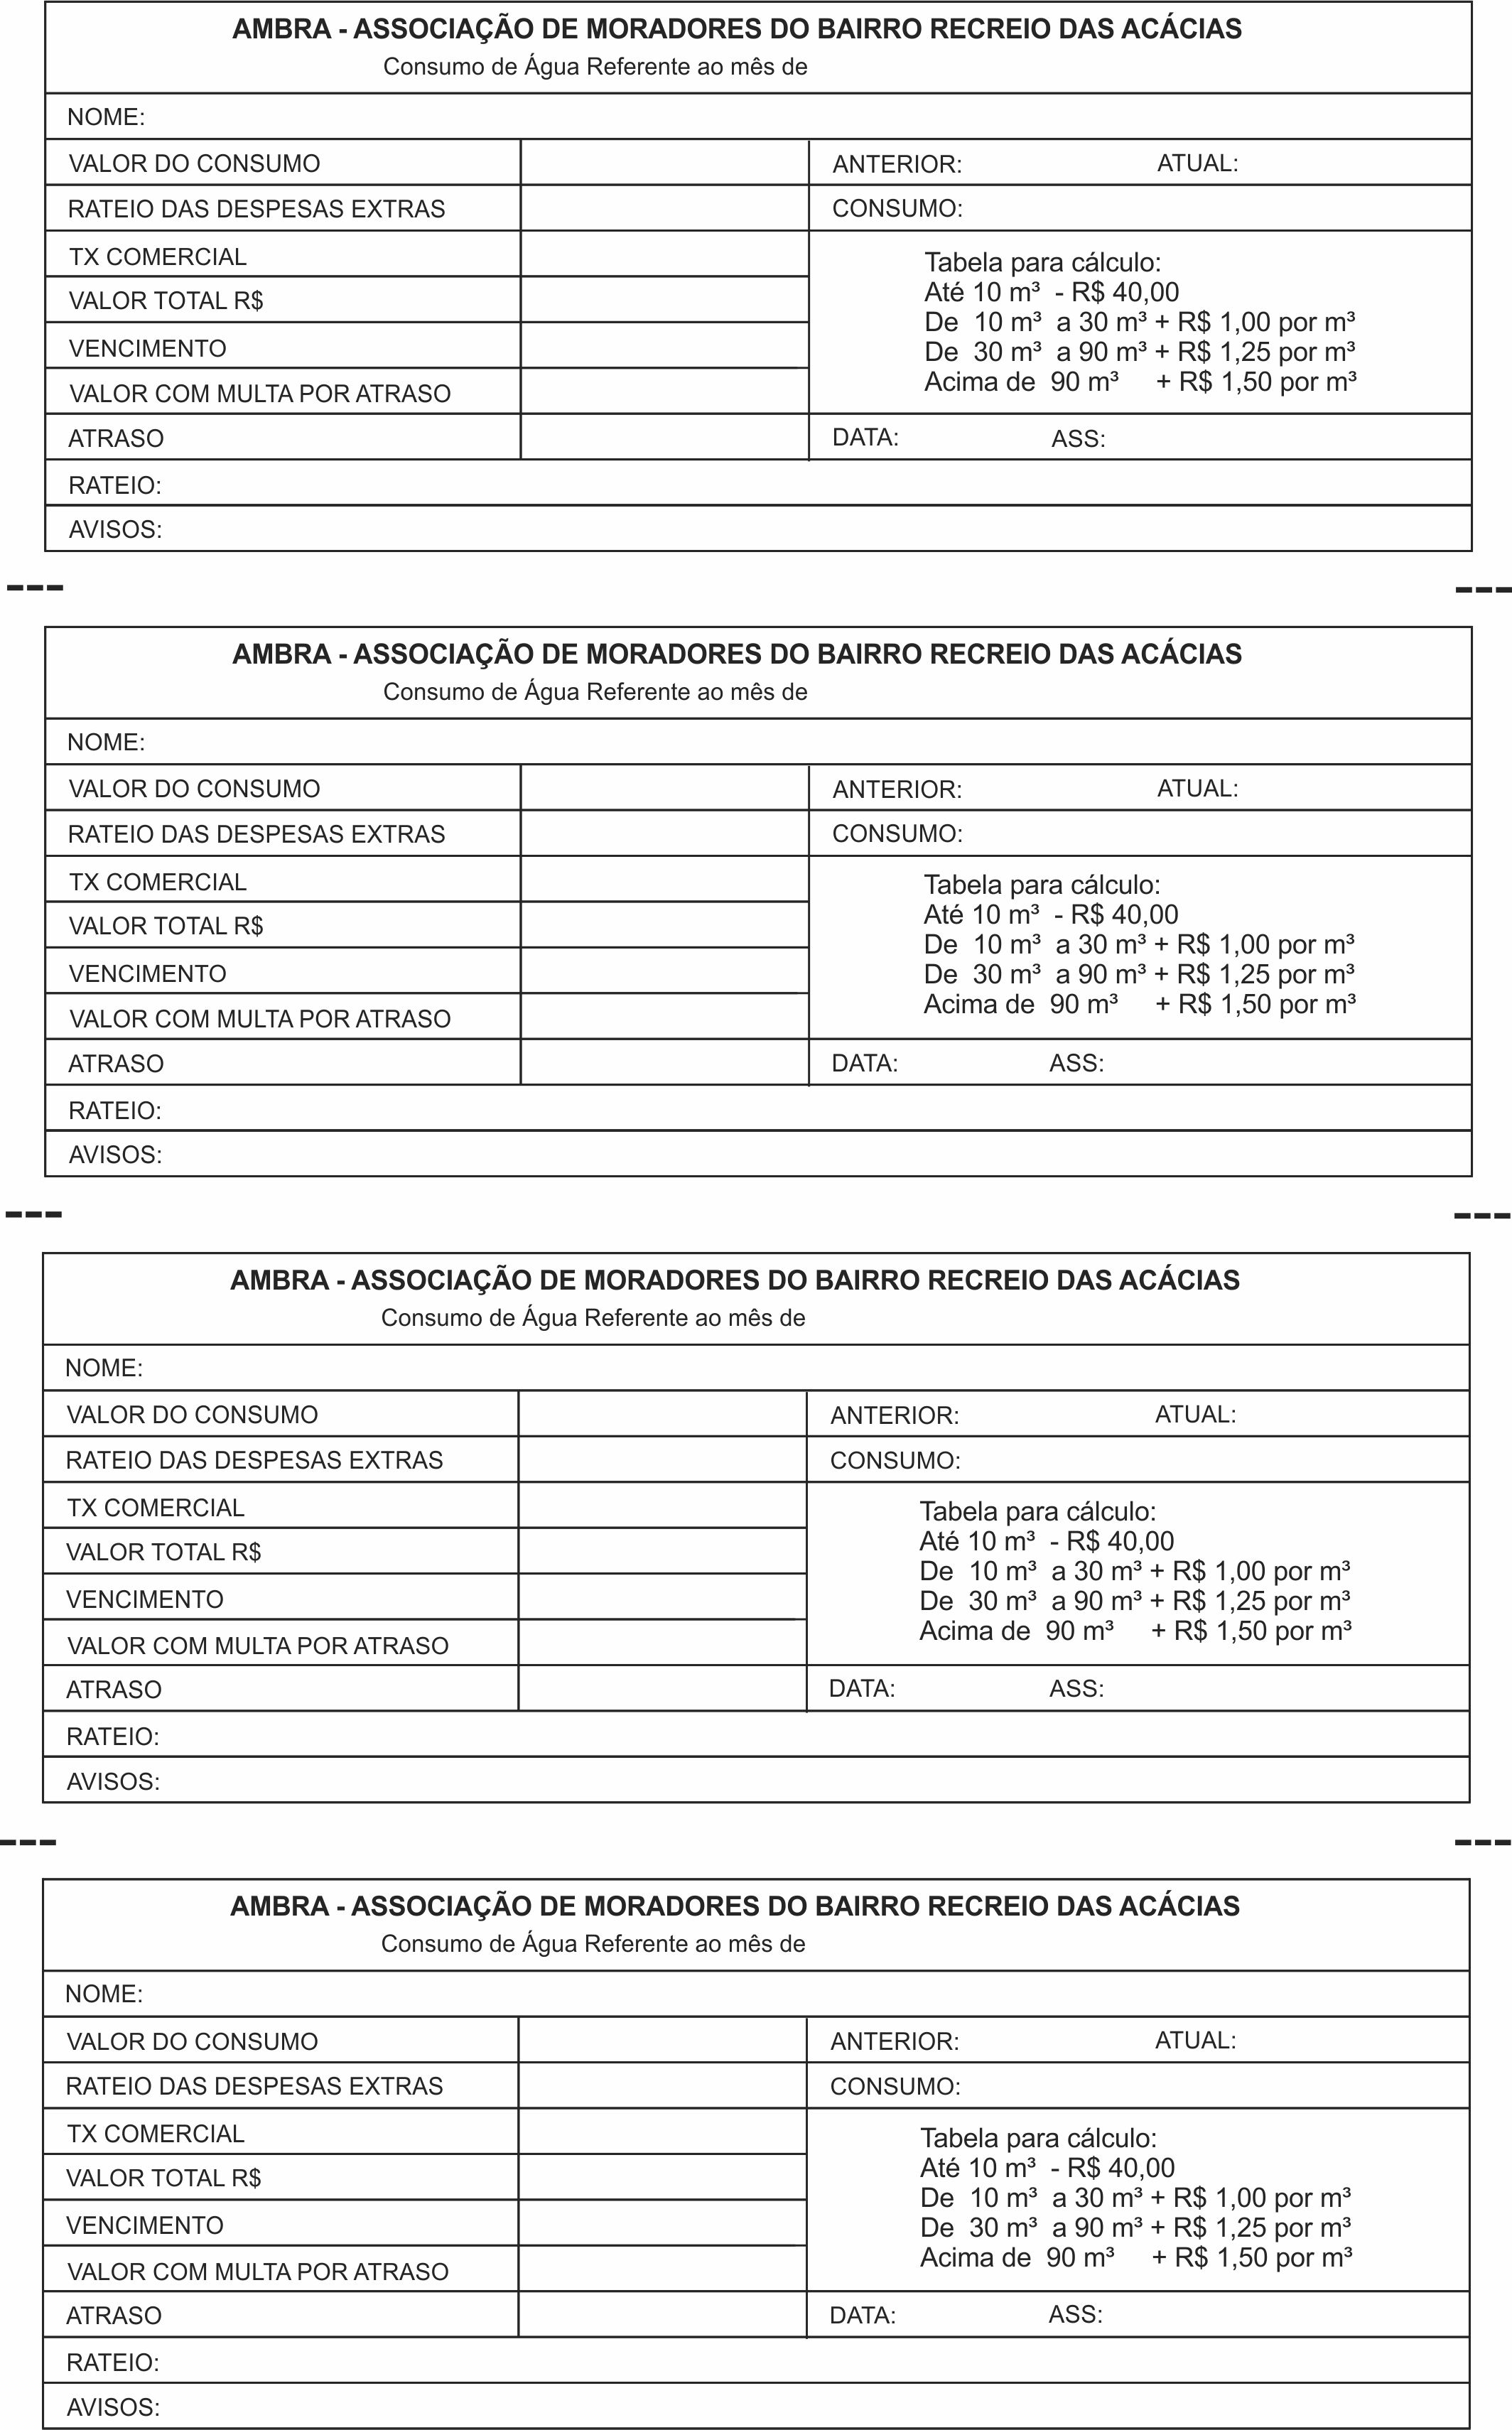 AMBRA - ASSOCIAÇÃO DE MORADORES DO BAIRRO RECREIO DAS ACÁCIAS
Consumo de Água Referente ao mês de
NOME:
VALOR DO CONSUMO
ANTERIOR: ATUAL:
RATEIO DAS DESPESAS EXTRAS
CONSUMO:
TX COMERCIAL
VALOR TOTAL R$
VENCIMENTO
VALOR COM MULTA POR ATRASO
Tabela para cálculo:
Até 10 m³ - R$ 40,00
De 10 m³ a 30 m³ + R$ 1,00 por m³
De 30 m³ a 90 m³ + R$ 1,25 por m³
Acima de 90 m³ + R$ 1,50 por m³
ATRASO
DATA: ASS:
RATEIO:
AVISOS:
--- ---
AMBRA - ASSOCIAÇÃO DE MORADORES DO BAIRRO RECREIO DAS ACÁCIAS
Consumo de Água Referente ao mês de
NOME:
VALOR DO CONSUMO
ANTERIOR: ATUAL:
RATEIO DAS DESPESAS EXTRAS
CONSUMO:
TX COMERCIAL
VALOR TOTAL R$
VENCIMENTO
VALOR COM MULTA POR ATRASO
Tabela para cálculo:
Até 10 m³ - R$ 40,00
De 10 m³ a 30 m³ + R$ 1,00 por m³
De 30 m³ a 90 m³ + R$ 1,25 por m³
Acima de 90 m³ + R$ 1,50 por m³
ATRASO
DATA: ASS:
RATEIO:
AVISOS:
--- ---
AMBRA - ASSOCIAÇÃO DE MORADORES DO BAIRRO RECREIO DAS ACÁCIAS
Consumo de Água Referente ao mês de
NOME:
VALOR DO CONSUMO
ANTERIOR: ATUAL:
RATEIO DAS DESPESAS EXTRAS
CONSUMO:
TX COMERCIAL
VALOR TOTAL R$
VENCIMENTO
VALOR COM MULTA POR ATRASO
Tabela para cálculo:
Até 10 m³ - R$ 40,00
De 10 m³ a 30 m³ + R$ 1,00 por m³
De 30 m³ a 90 m³ + R$ 1,25 por m³
Acima de 90 m³ + R$ 1,50 por m³
ATRASO
DATA: ASS:
RATEIO:
AVISOS:
--- ---
AMBRA - ASSOCIAÇÃO DE MORADORES DO BAIRRO RECREIO DAS ACÁCIAS
Consumo de Água Referente ao mês de
NOME:
VALOR DO CONSUMO
ANTERIOR: ATUAL:
RATEIO DAS DESPESAS EXTRAS
CONSUMO:
TX COMERCIAL
VALOR TOTAL R$
VENCIMENTO
VALOR COM MULTA POR ATRASO
Tabela para cálculo:
Até 10 m³ - R$ 40,00
De 10 m³ a 30 m³ + R$ 1,00 por m³
De 30 m³ a 90 m³ + R$ 1,25 por m³
Acima de 90 m³ + R$ 1,50 por m³
ATRASO
DATA: ASS:
RATEIO:
AVISOS: